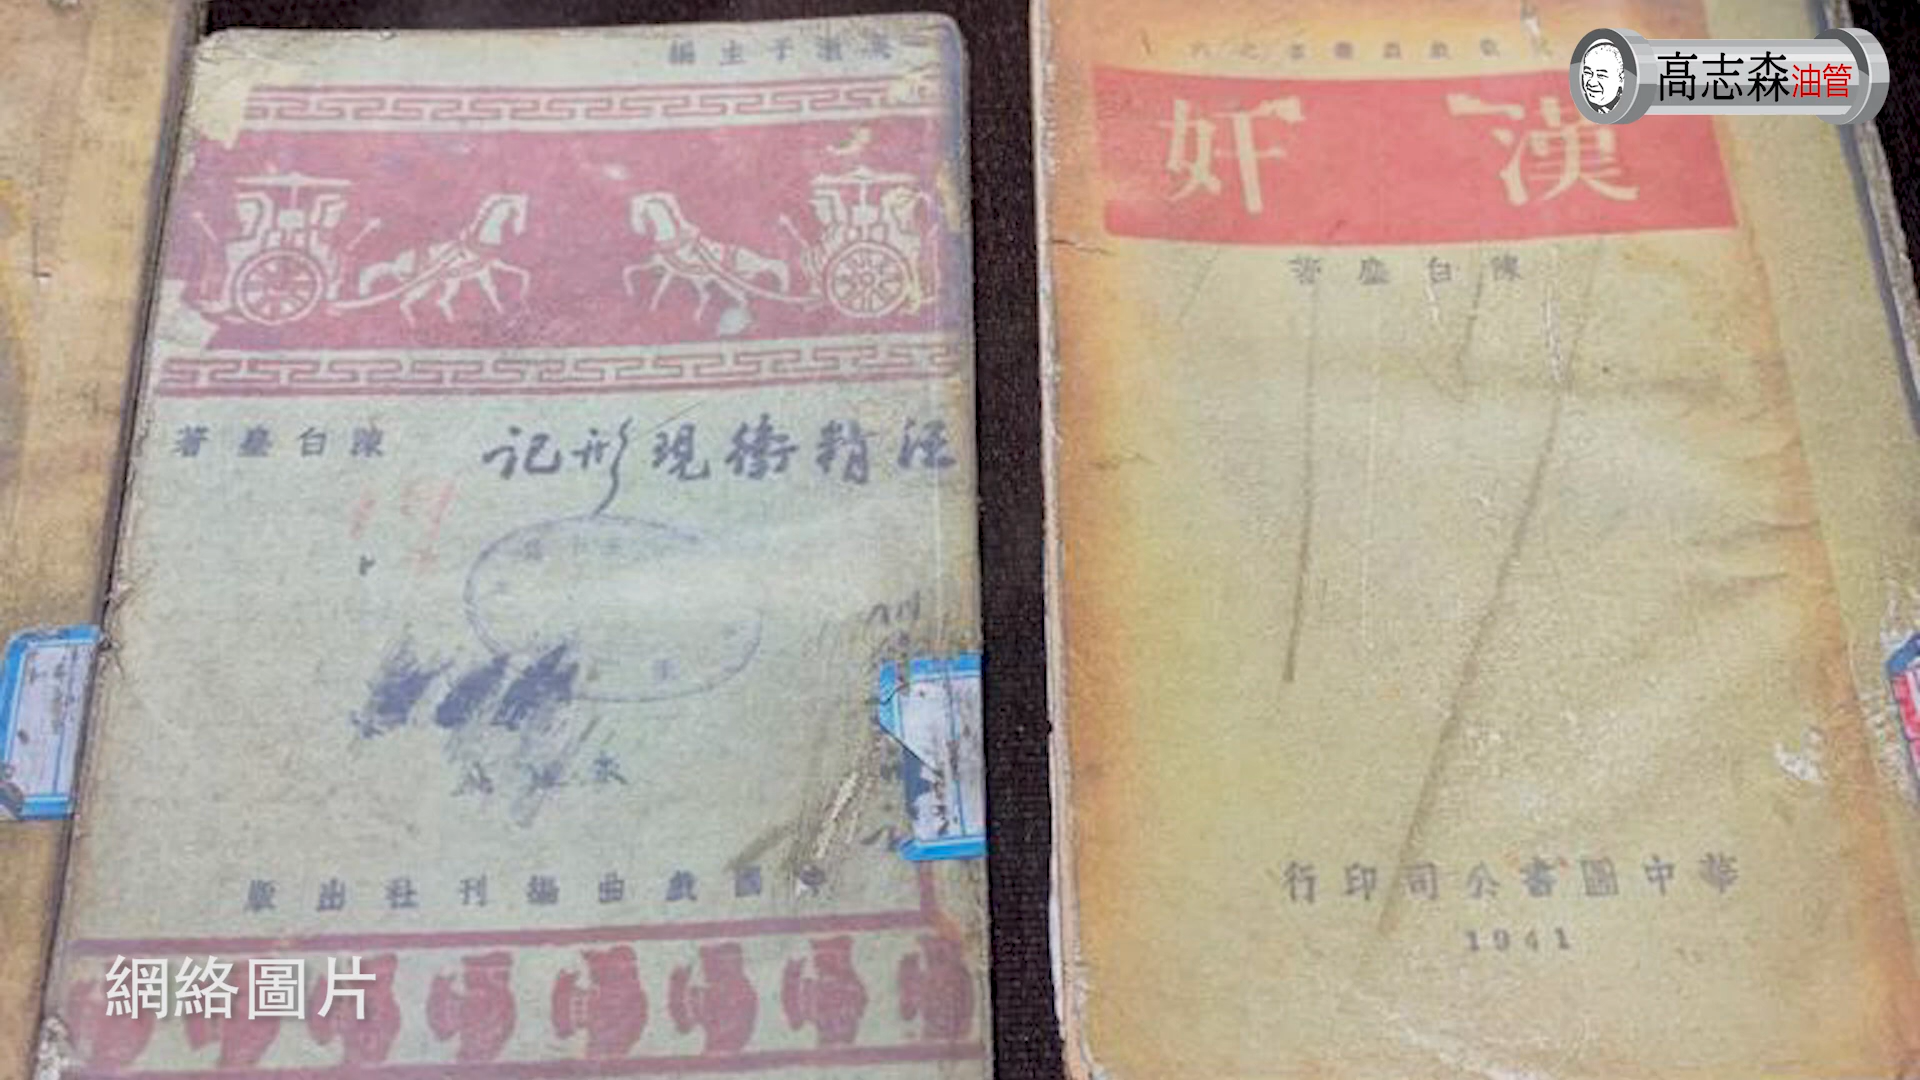 高志森油管
主編
汪精衛現形記
陳白塵著
中國戲曲編刊社出版
漢奸
陳白塵著
華中圖書公司印行
1941
網絡圖片